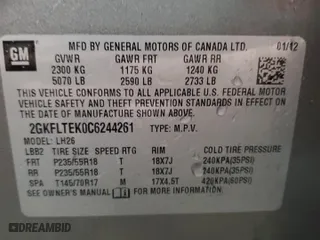 GM
MFD BY GENERAL MOTORS OF CANADA LTD. 01/12
GVWR GAWR FRT GAWR RR
2300 KG 1175 KG 1240 KG
5070 LB 2590 LB 2733 LB
THIS VEHICLE CONFORMS TO ALL APPLICABLE U.S. FEDERAL
MOTOR VEHICLE SAFETY AND THEFT PREVENTION
STANDARDS IN EFFECT ON
THE DATE OF MANUFACTURE SHOWN ABOVE.
2GKFLTEK0C6244261 TYPE: M.P.V.
MODEL: LH26
LBB2 TIRE SIZE SPEED RTG RIM COLD TIRE PRESSURE
FRT P235/55R18 T 18X7J 240KPA(35PSI)
RR P235/55R18 T 18X7J 240KPA(35PSI)
SPA T145/70R17 M 17X4.5T 420KPA(60PSI)
SEE OWNER'S MANUAL FOR MORE INFORMATION.
DREAMBID
dreambid.com